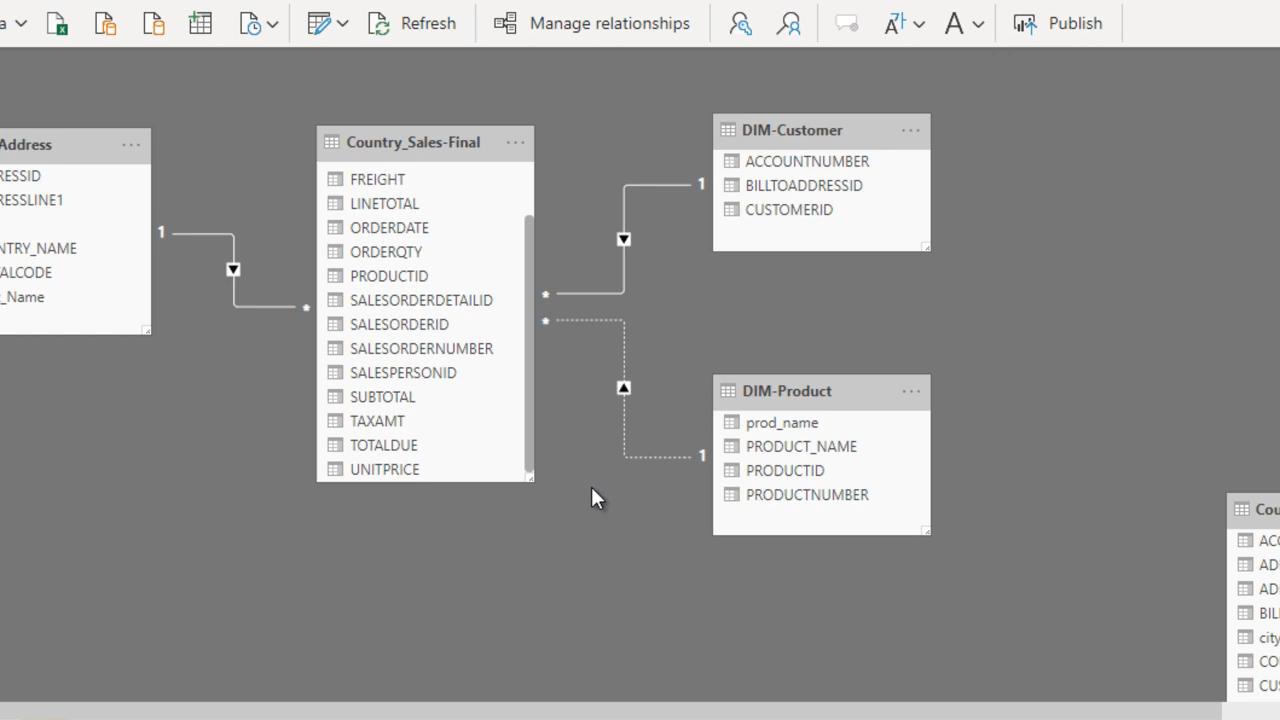 a
Refresh
Manage relationships
Publish
Address
RESSID
RESSLINE1
NTRY_NAME
ALCODE
_Name
1
*
Country_Sales-Final
FREIGHT
LINETOTAL
ORDERDATE
ORDERQTY
PRODUCTID
SALESORDERDETAILID
SALESORDERID
SALESORDERNUMBER
SALESPERSONID
SUBTOTAL
TAXAMT
TOTALDUE
UNITPRICE
*
*
1
1
DIM-Customer
ACCOUNTNUMBER
BILLTOADDRESSID
CUSTOMERID
DIM-Product
prod_name
PRODUCT_NAME
PRODUCTID
PRODUCTNUMBER
Cou
ACC
AD
AD
BIL
city
CO
CUS